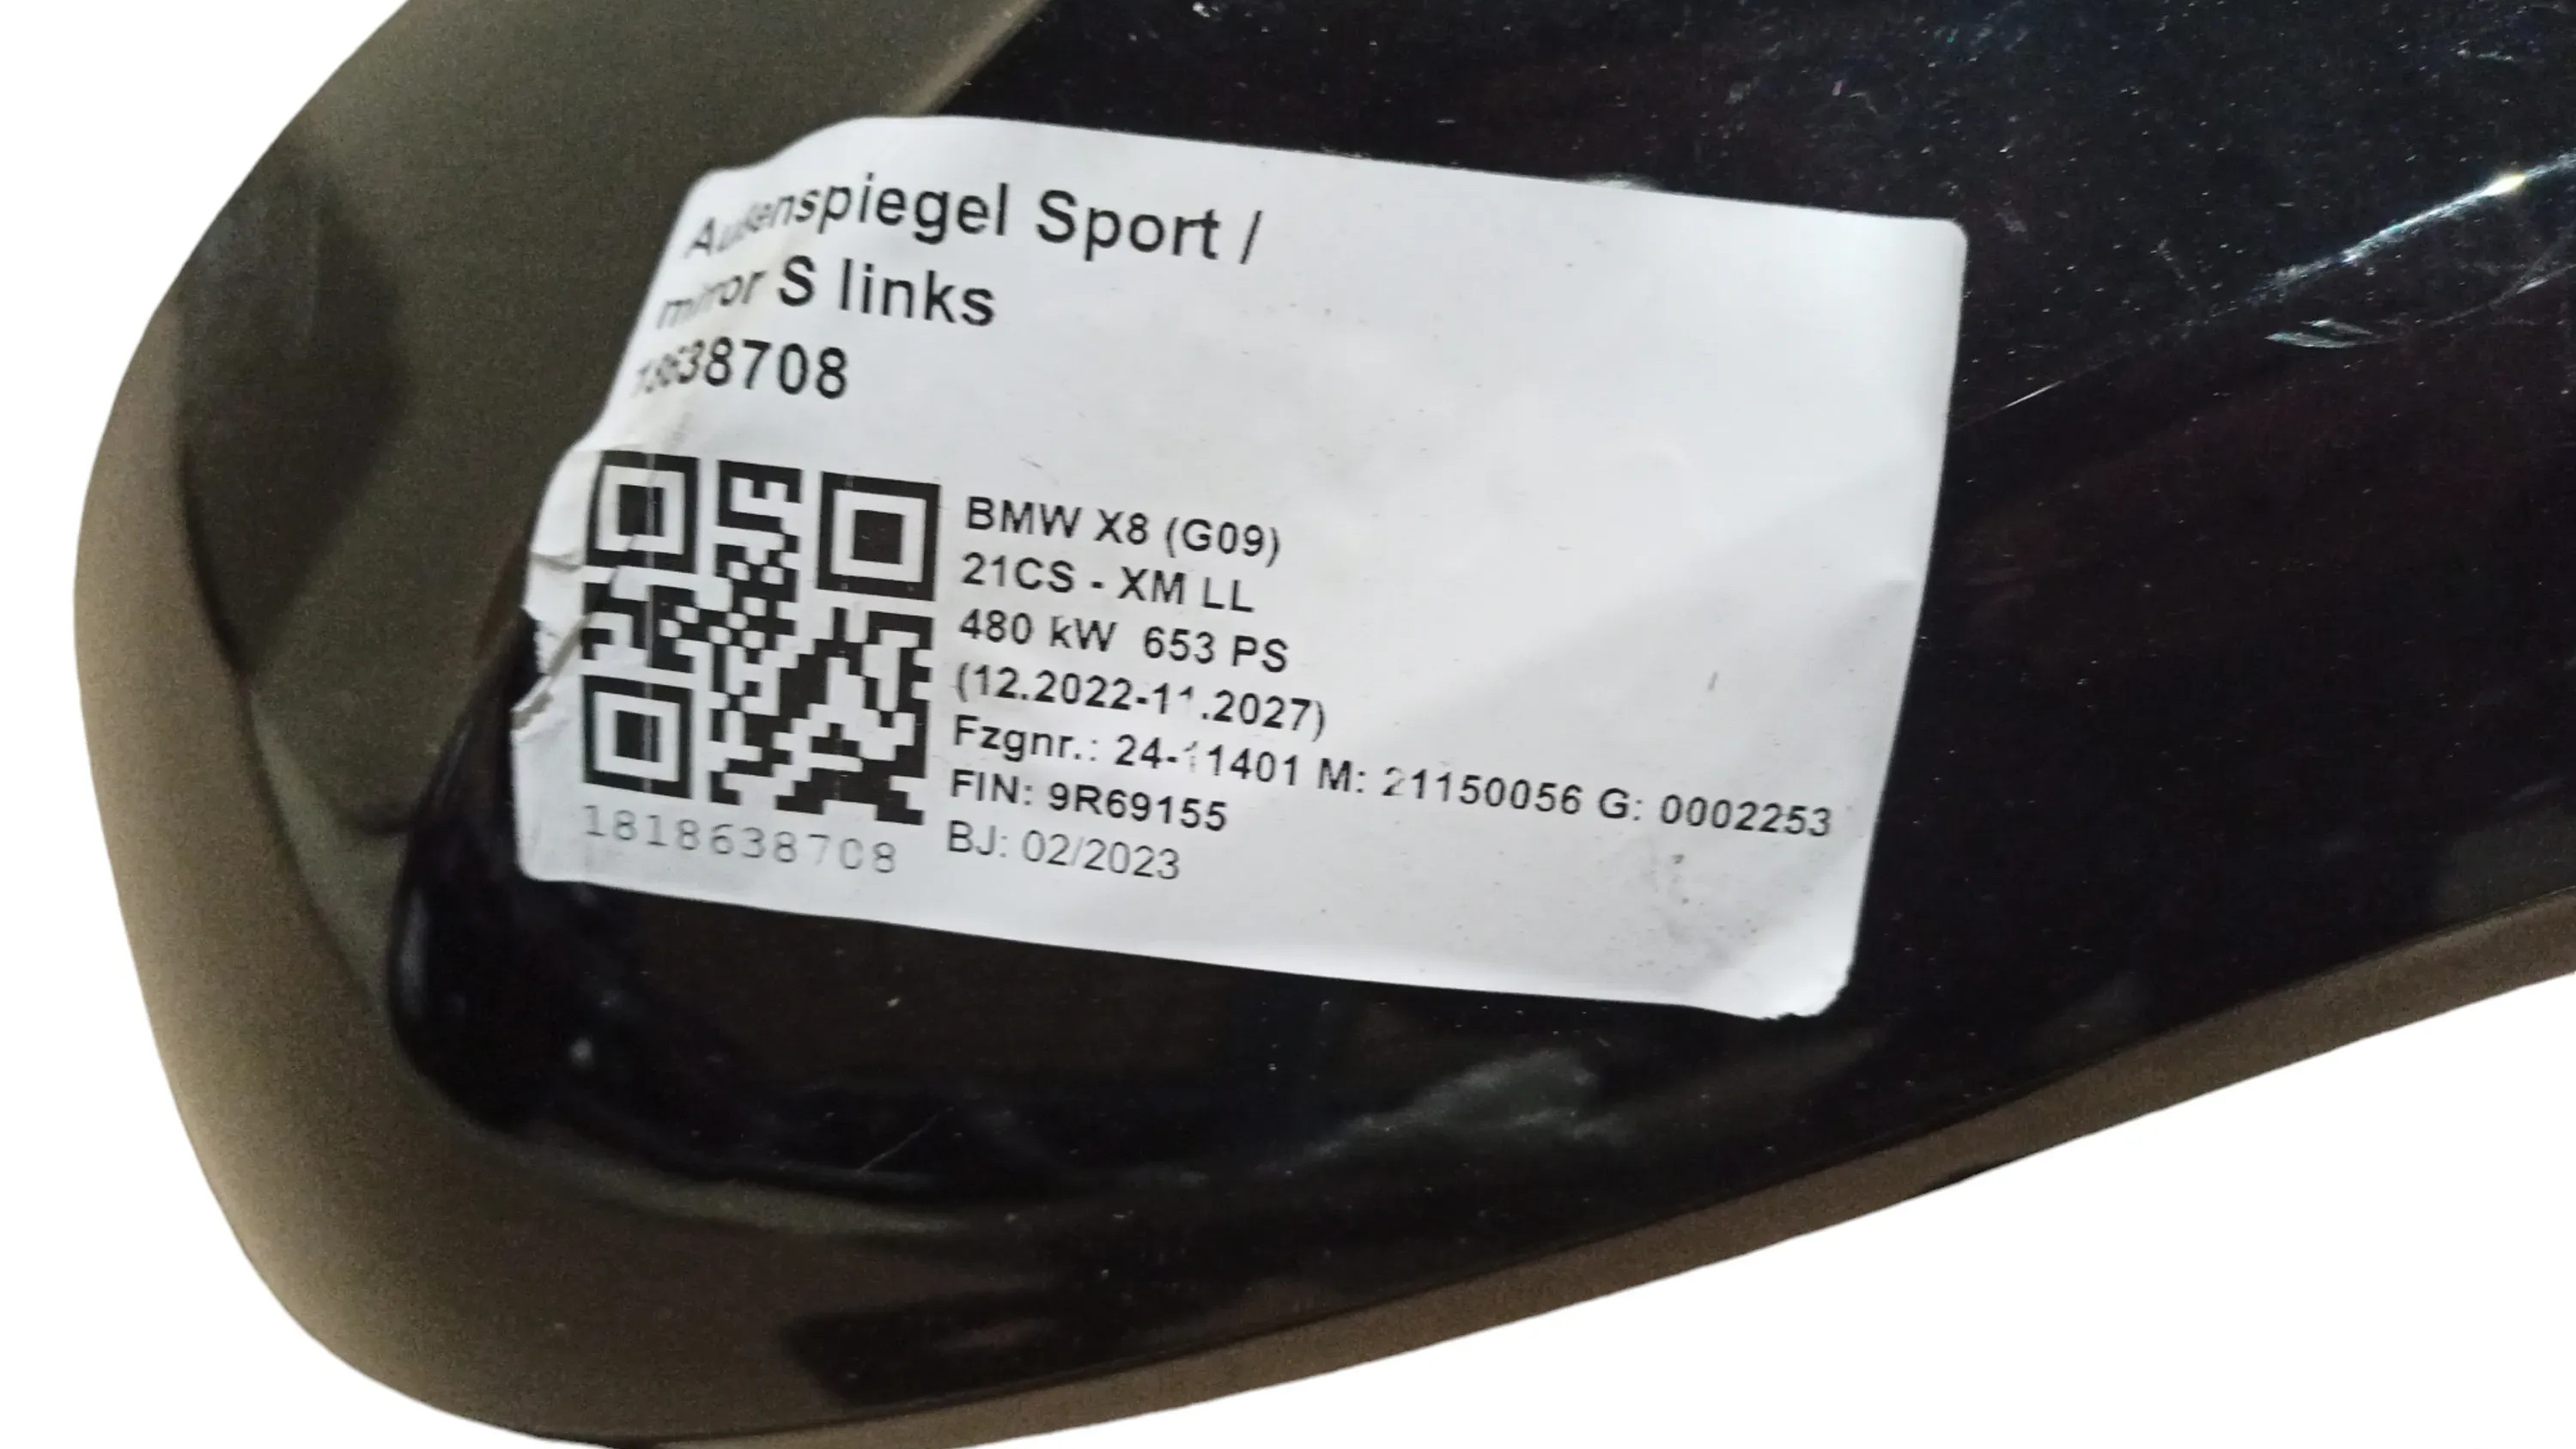 Außenspiegel Sport /
mirror S links
18638708
BMW X8 (G09)
21CS - XM LL
480 kW 653 PS
(12.2022-11.2027)
Fzgnr.: 24-11401 M: 21150056 G: 0002253
FIN: 9R69155
BJ: 02/2023
1818638708